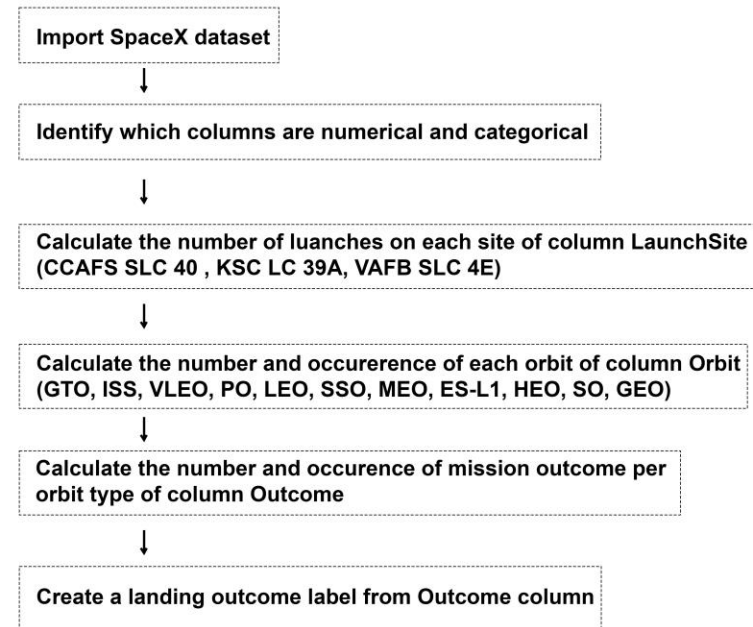 Import SpaceX dataset
Identify which columns are numerical and categorical
Calculate the number of luanches on each site of column LaunchSite
(CCAFS SLC 40 , KSC LC 39A, VAFB SLC 4E)
Calculate the number and occurerence of each orbit of column Orbit
(GTO, ISS, VLEO, PO, LEO, SSO, MEO, ES-L1, HEO, SO, GEO)
Calculate the number and occurence of mission outcome per
orbit type of column Outcome
Create a landing outcome label from Outcome column